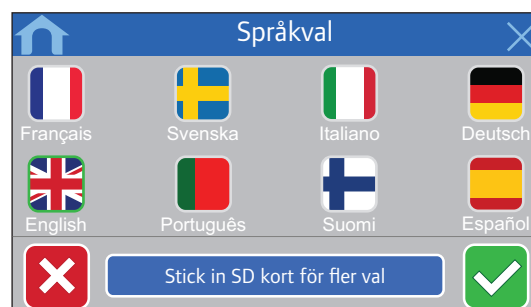 Språkval
Français Svenska Italiano Deutsch
English Português Suomi Español
Stick in SD kort för fler val